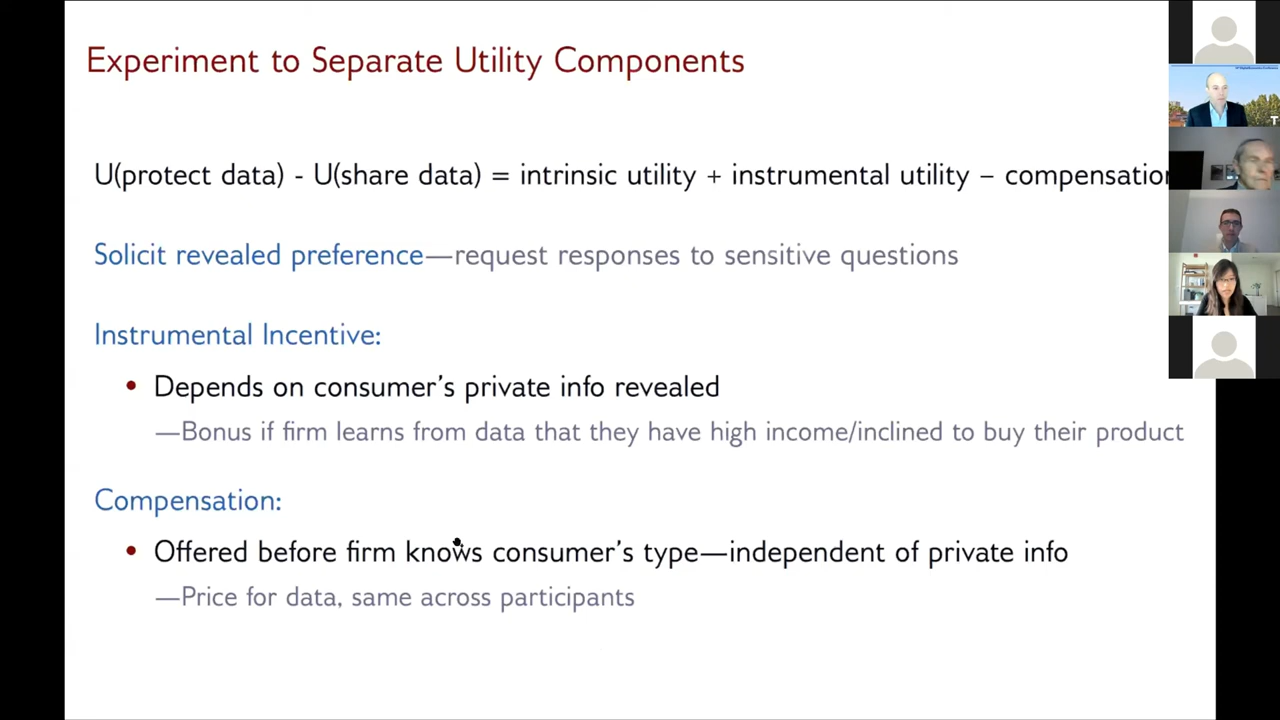 Experiment to Separate Utility Components
U(protect data) - U(share data) = intrinsic utility + instrumental utility − compensation
Solicit revealed preference—request responses to sensitive questions
Instrumental Incentive:
• Depends on consumer's private info revealed
—Bonus if firm learns from data that they have high income/inclined to buy their product
Compensation:
• Offered before firm knows consumer's type—independent of private info
—Price for data, same across participants